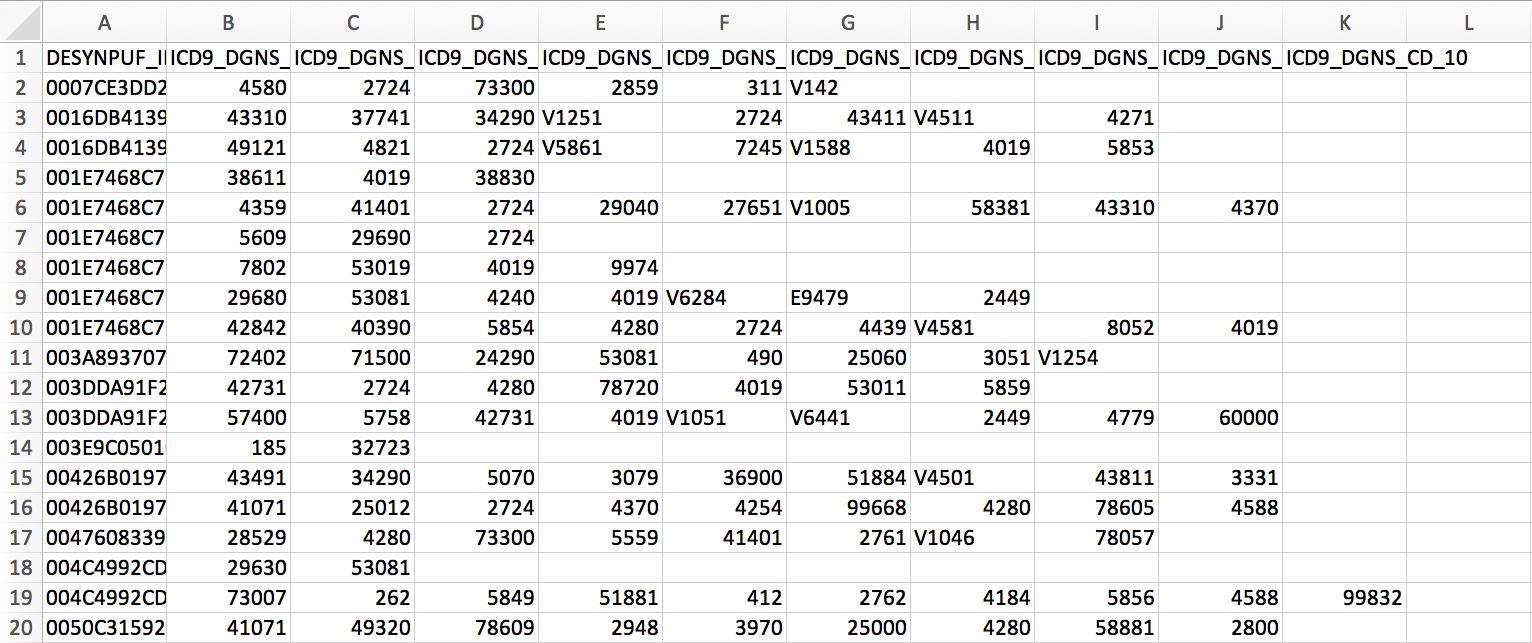 A B C D E F G H I J K L
1 DESYNPUF_I ICD9_DGNS_ ICD9_DGNS_ ICD9_DGNS_ ICD9_DGNS_ ICD9_DGNS_ ICD9_DGNS_ ICD9_DGNS_ ICD9_DGNS_ ICD9_DGNS_ ICD9_DGNS_CD_10
2 0007CE3DD2 4580 2724 73300 2859 311 V142
3 0016DB4139 43310 37741 34290 V1251 2724 43411 V4511 4271
4 0016DB4139 49121 4821 2724 V5861 7245 V1588 4019 5853
5 001E7468C7 38611 4019 38830
6 001E7468C7 4359 41401 2724 29040 27651 V1005 58381 43310 4370
7 001E7468C7 5609 29690 2724
8 001E7468C7 7802 53019 4019 9974
9 001E7468C7 29680 53081 4240 4019 V6284 E9479 2449
10 001E7468C7 42842 40390 5854 4280 2724 4439 V4581 8052 4019
11 003A893707 72402 71500 24290 53081 490 25060 3051 V1254
12 003DDA91F2 42731 2724 4280 78720 4019 53011 5859
13 003DDA91F2 57400 5758 42731 4019 V1051 V6441 2449 4779 60000
14 003E9C0501 185 32723
15 00426B0197 43491 34290 5070 3079 36900 51884 V4501 43811 3331
16 00426B0197 41071 25012 2724 4370 4254 99668 4280 78605 4588
17 0047608339 28529 4280 73300 5559 41401 2761 V1046 78057
18 004C4992CD 29630 53081
19 004C4992CD 73007 262 5849 51881 412 2762 4184 5856 4588 99832
20 0050C31592 41071 49320 78609 2948 3970 25000 4280 58881 2800